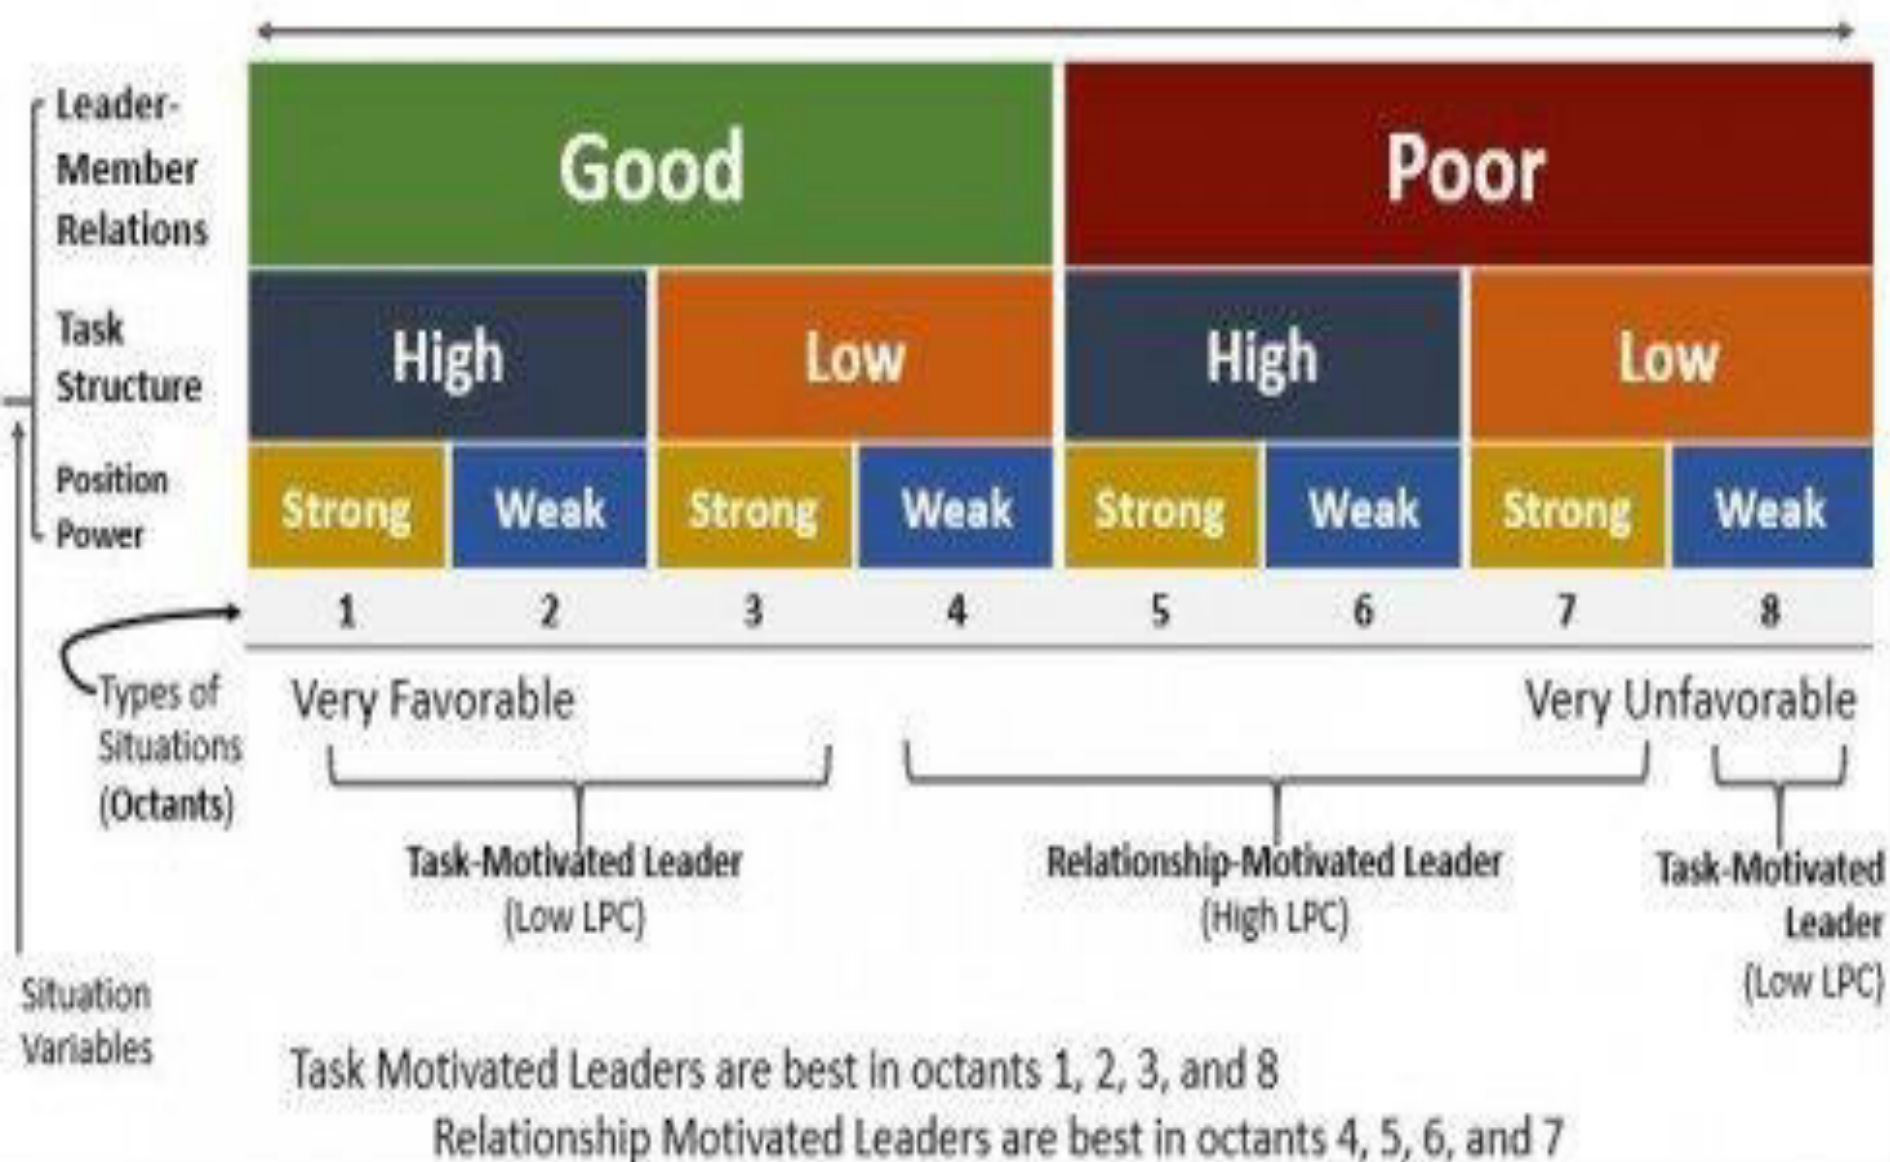 Leader-
Member
Relations
Good
Poor
Task
Structure
High
Low
High
Low
Position
Power
Strong
Weak
Strong
Weak
Strong
Weak
Strong
Weak
1
2
3
4
5
6
7
8
Types of
Situations
(Octants)
Very Favorable
Very Unfavorable
Task-Motivated Leader
(Low LPC)
Relationship-Motivated Leader
(High LPC)
Task-Motivated
Leader
(Low LPC)
Situation
Variables
Task Motivated Leaders are best in octants 1, 2, 3, and 8
Relationship Motivated Leaders are best in octants 4, 5, 6, and 7